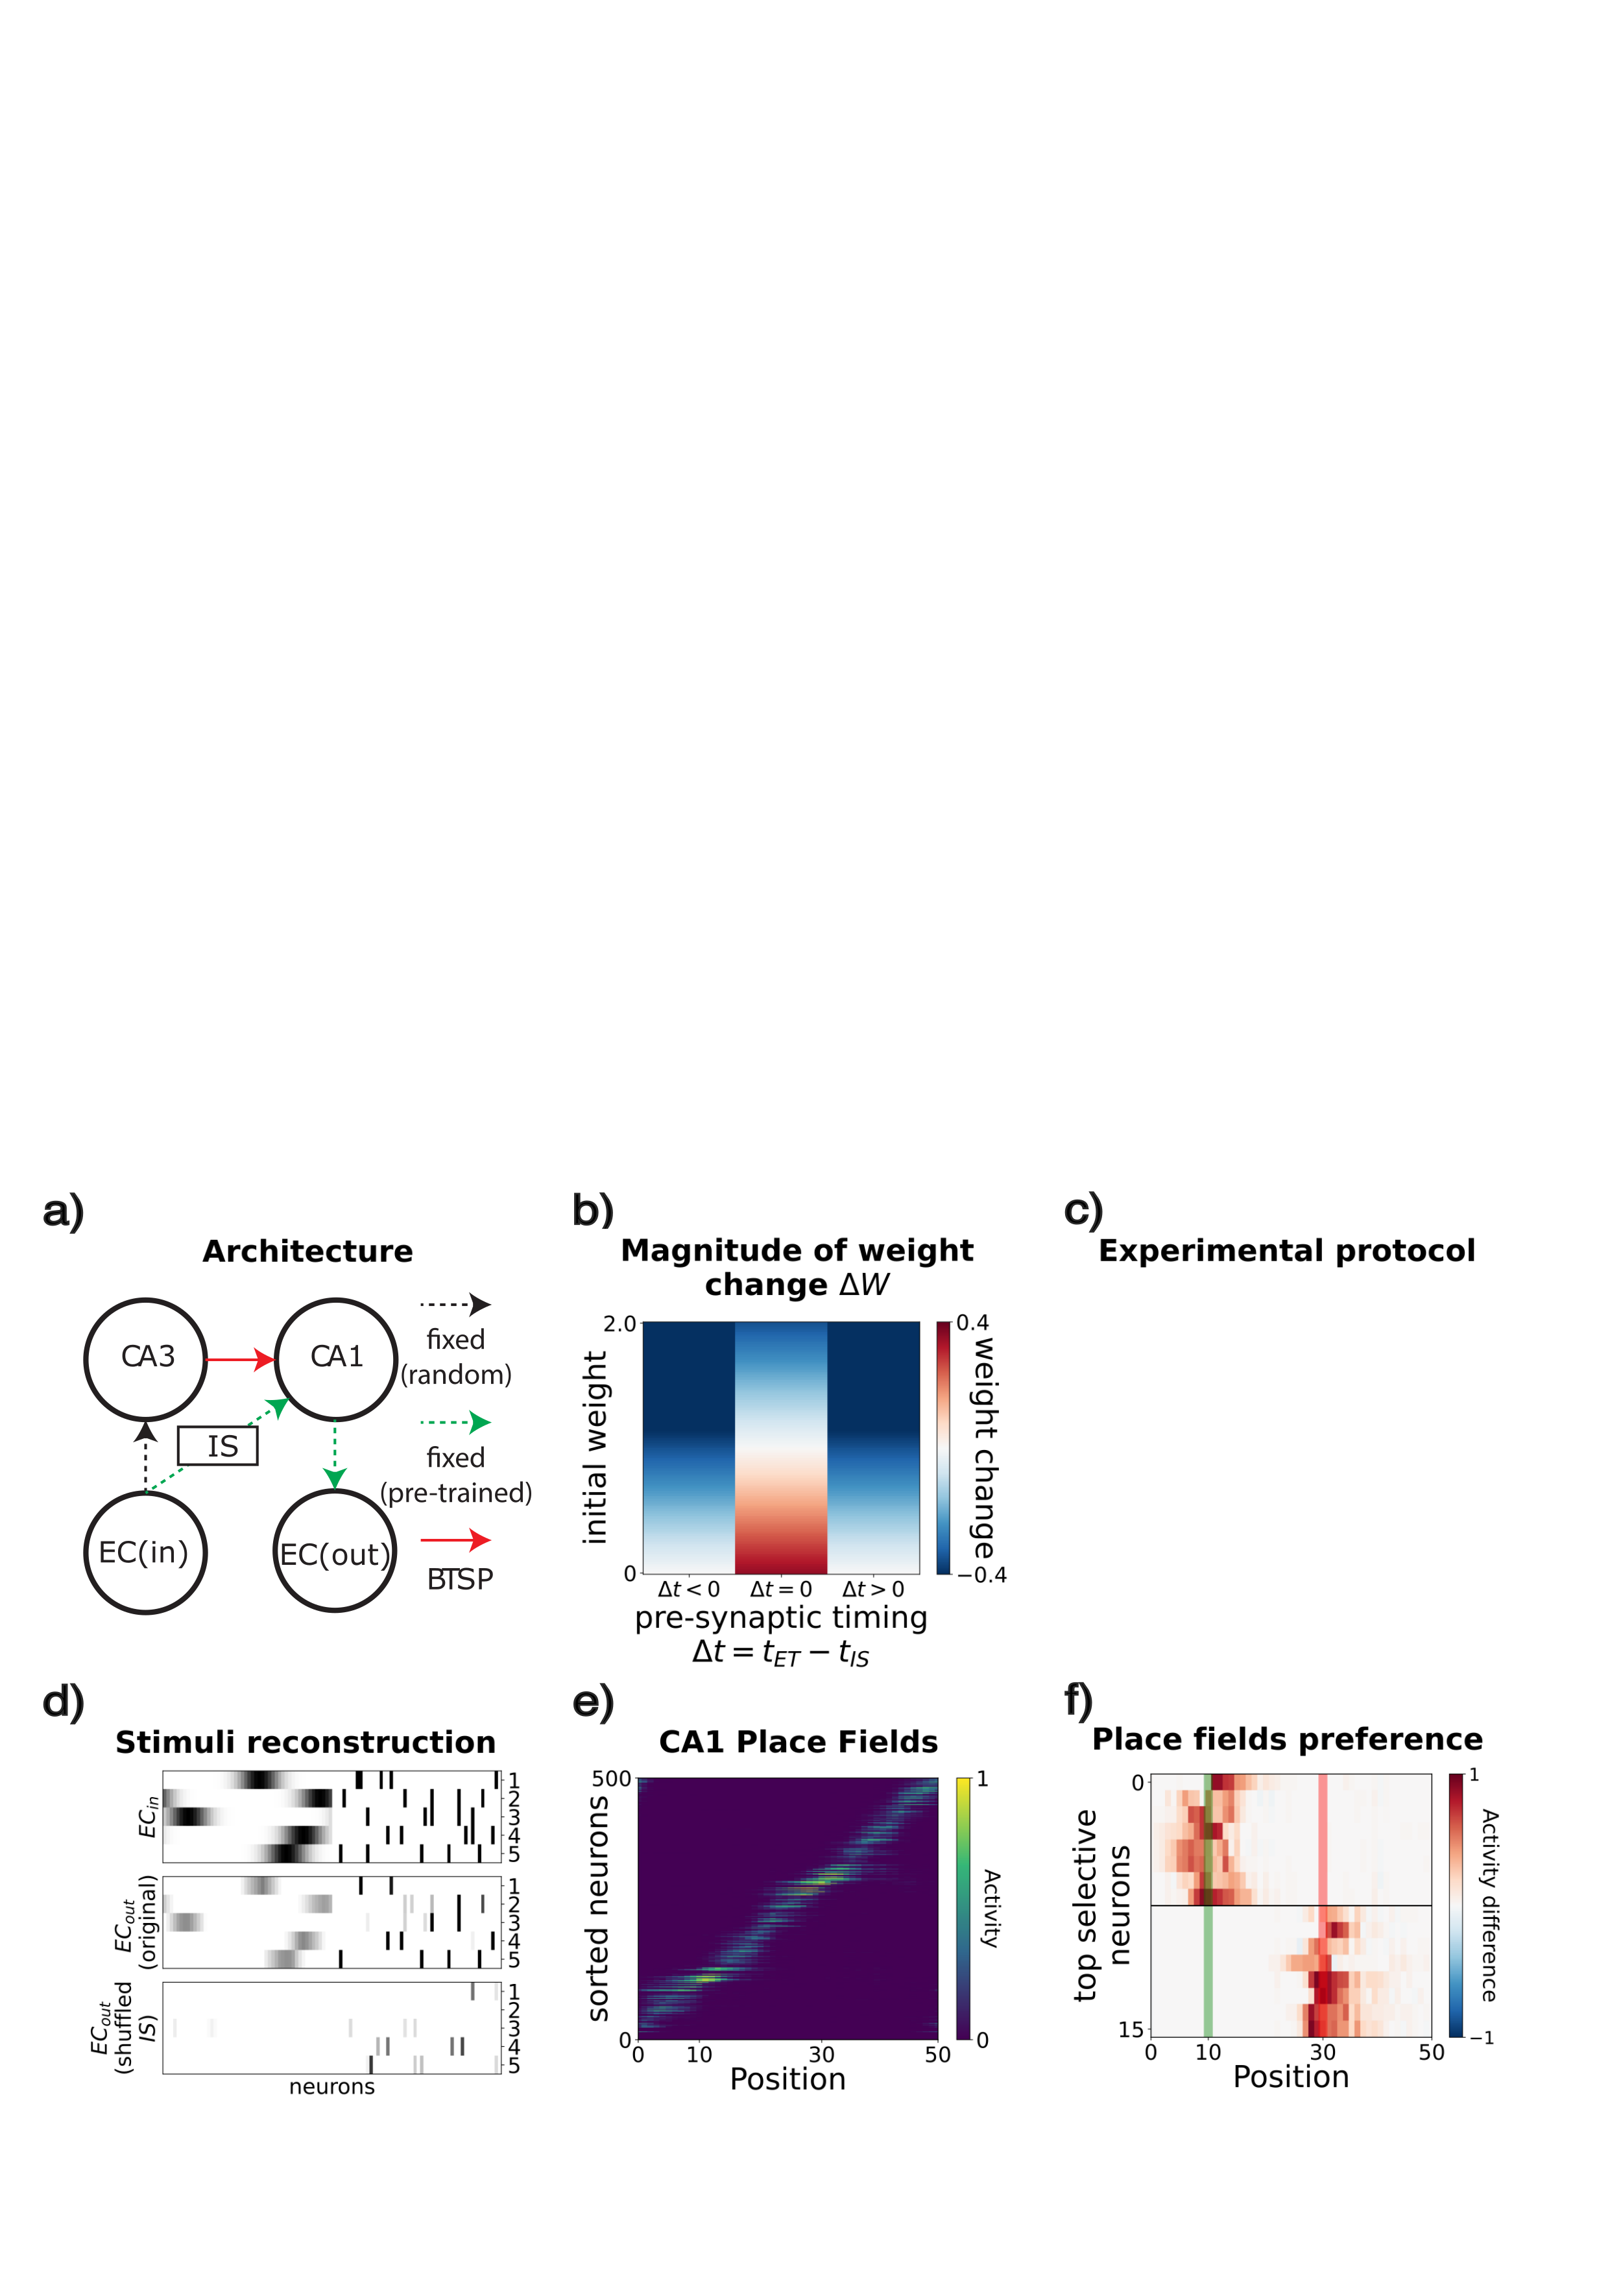 a)
Architecture
CA3
CA1
IS
EC(in)
EC(out)
fixed
(random)
fixed
(pre-trained)
BTSP
b)
Magnitude of weight
change ΔW
2.0
0
initial weight
Δt < 0
Δt = 0
Δt > 0
pre-synaptic timing
Δt = t_ET − t_IS
0.4
−0.4
weight change
c)
Experimental protocol
d)
Stimuli reconstruction
EC_in
1
2
3
4
5
EC_out
(original)
1
2
3
4
5
EC_out
(shuffled
IS)
1
2
3
4
5
neurons
e)
CA1 Place Fields
500
0
sorted neurons
0
10
30
50
Position
1
0
Activity
f)
Place fields preference
0
15
top selective
neurons
0
10
30
50
Position
1
−1
Activity difference